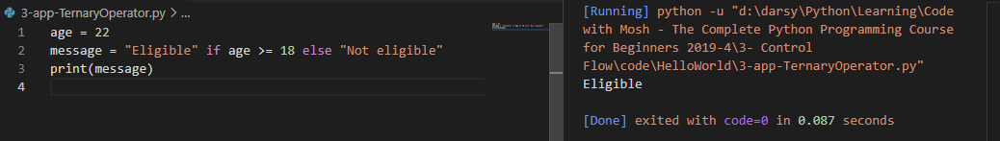 3-app-TernaryOperator.py > ...
1 age = 22
2 message = "Eligible" if age >= 18 else "Not eligible"
3 print(message)
4
[Running] python -u "d:\darsy\Python\Learning\Code
with Mosh - The Complete Python Programming Course
for Beginners 2019-4\3- Control
Flow\code\HelloWorld\3-app-TernaryOperator.py"
Eligible
[Done] exited with code=0 in 0.087 seconds